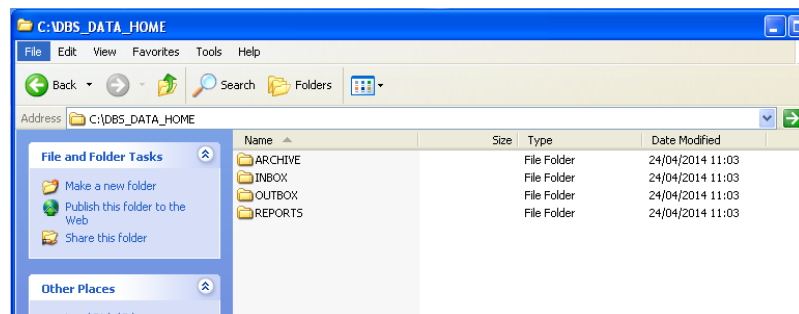 C:\DBS_DATA_HOME
File Edit View Favorites Tools Help
Back Search Folders
Address C:\DBS_DATA_HOME
Name Size Type Date Modified
File and Folder Tasks
Make a new folder
Publish this folder to the
Web
Share this folder
Other Places
ARCHIVE File Folder 24/04/2014 11:03
INBOX File Folder 24/04/2014 11:03
OUTBOX File Folder 24/04/2014 11:03
REPORTS File Folder 24/04/2014 11:03